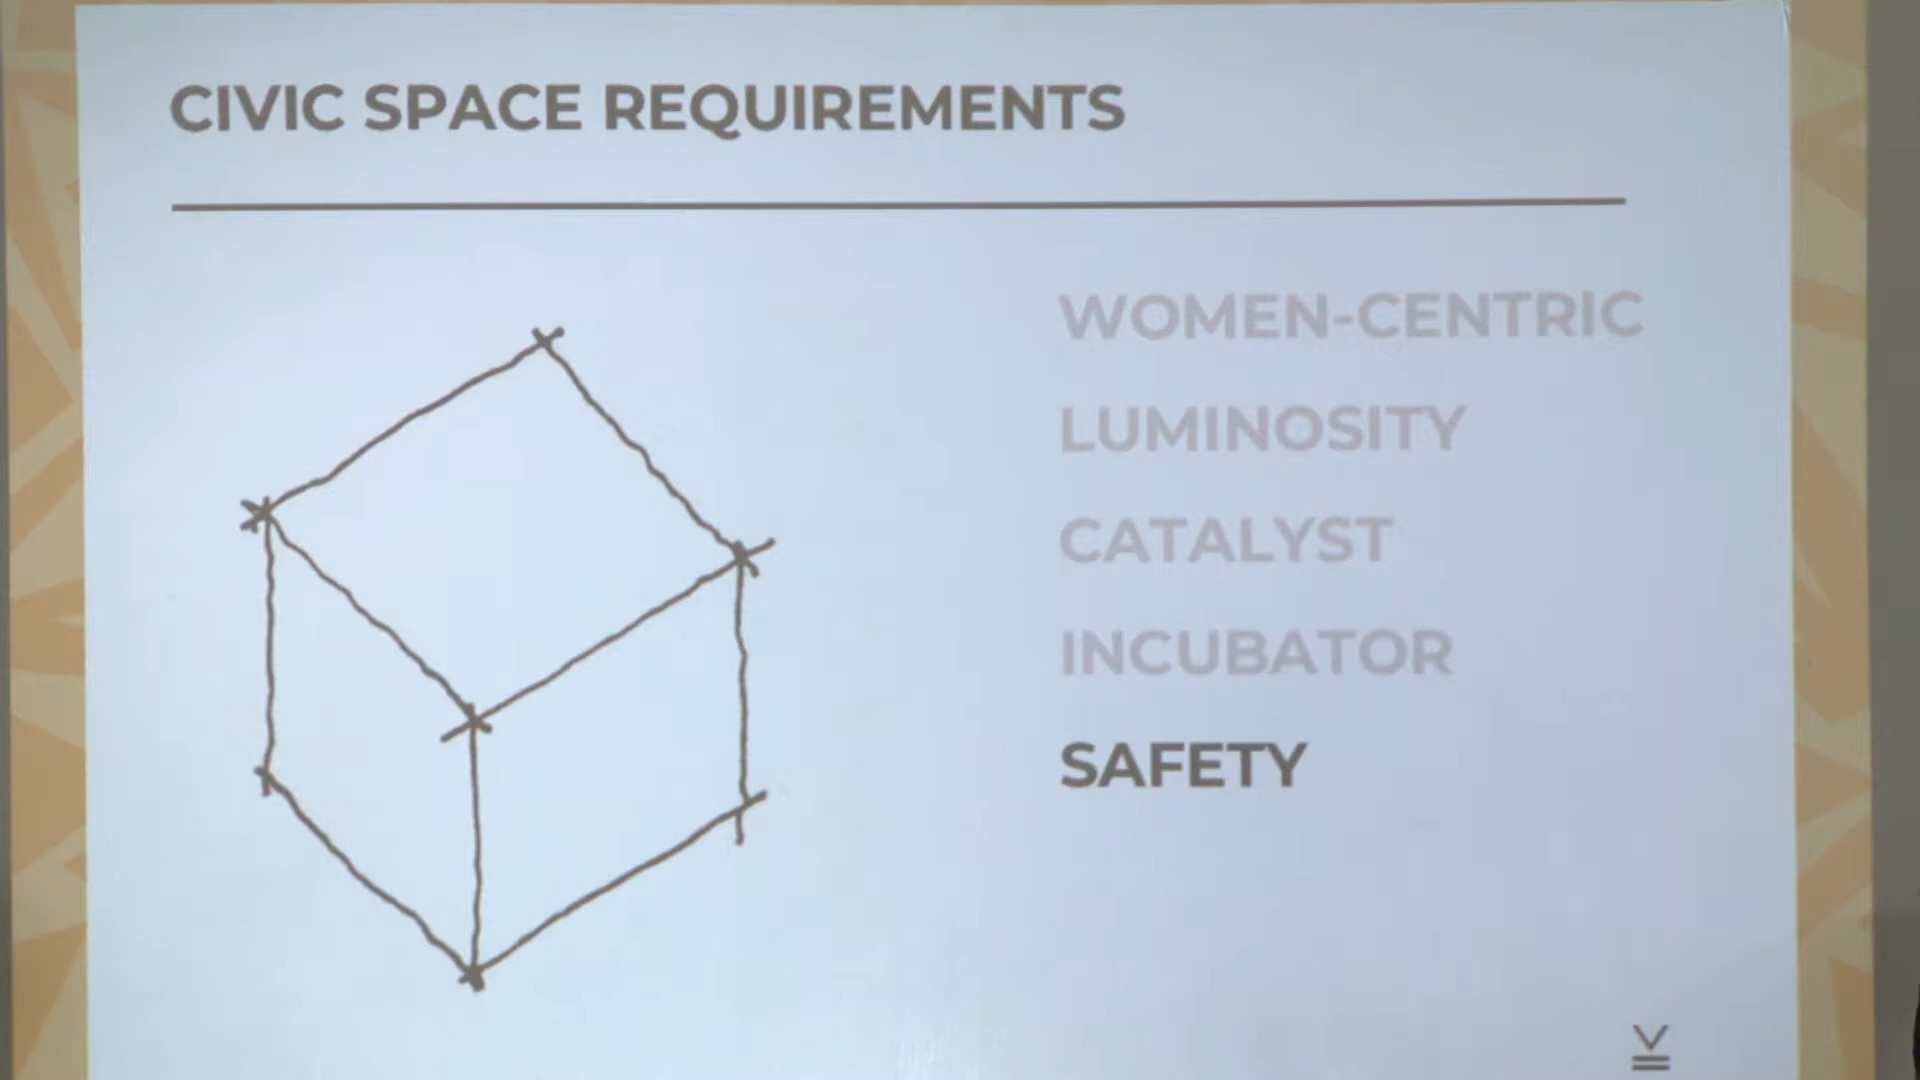 CIVIC SPACE REQUIREMENTS
WOMEN-CENTRIC
LUMINOSITY
CATALYST
INCUBATOR
SAFETY